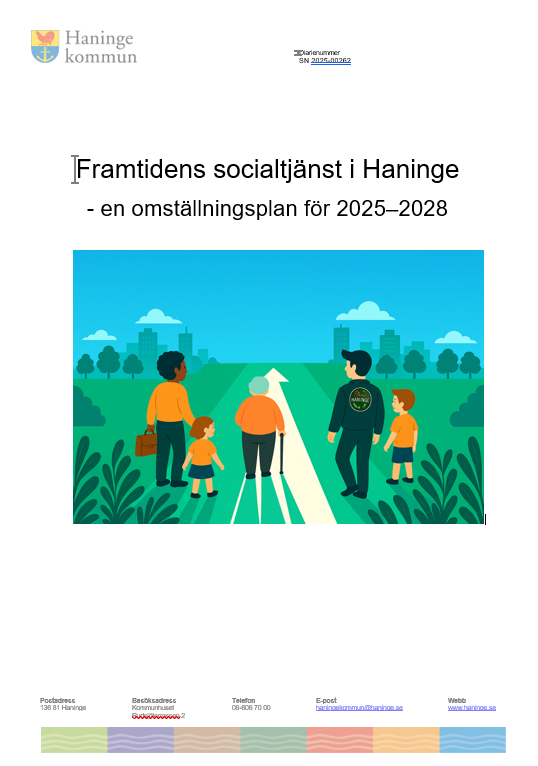 Haninge
kommun
Diarienummer
SN 2025-00262
Framtidens socialtjänst i Haninge
- en omställningsplan för 2025–2028
HANINGE
Postadress
136 81 Haninge
Besöksadress
Kommunhuset
2
Telefon
08-606 70 00
E-post
haningekommun@haninge.se
Webb
www.haninge.se